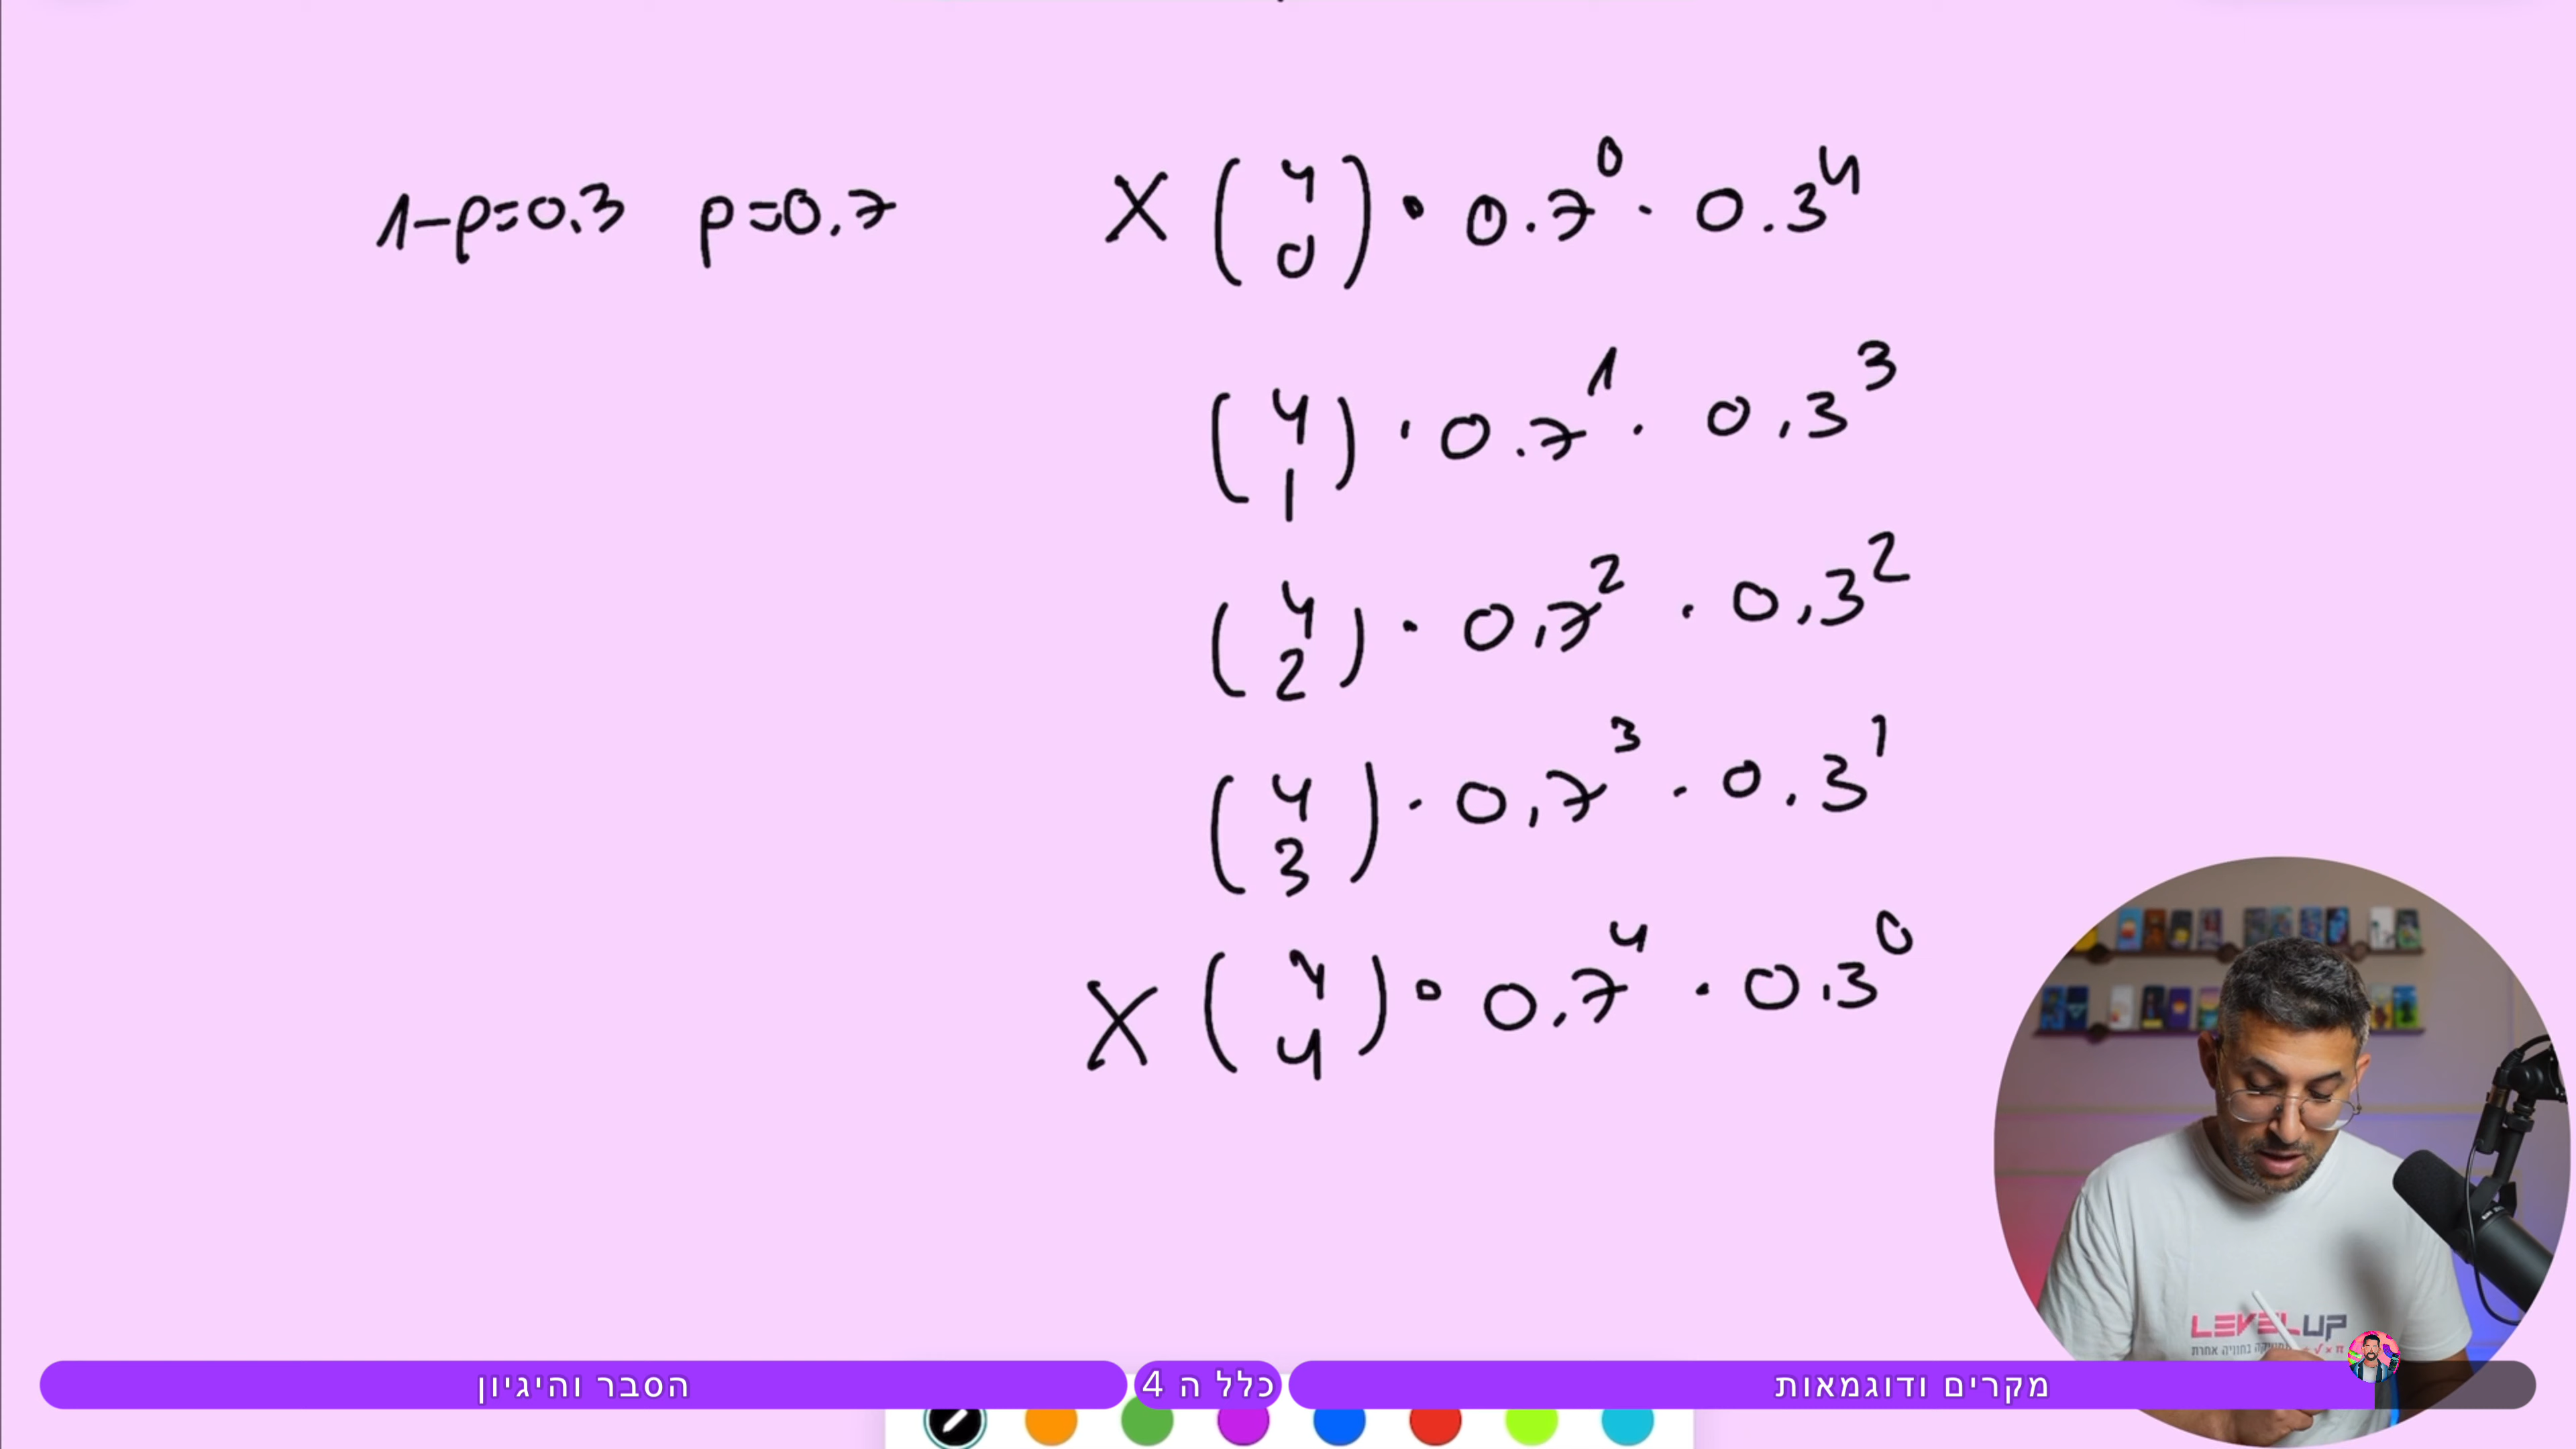 1-p=0.3 p=0.7
X (4 0) · 0.7^0 · 0.3^4
(4 1) · 0.7^1 · 0.3^3
(4 2) · 0.7^2 · 0.3^2
(4 3) · 0.7^3 · 0.3^1
X (4 4) · 0.7^4 · 0.3^0
LEVELUP
בחוויה אחרת
הסבר והיגיון
כלל ה 4
מקרים ודוגמאות